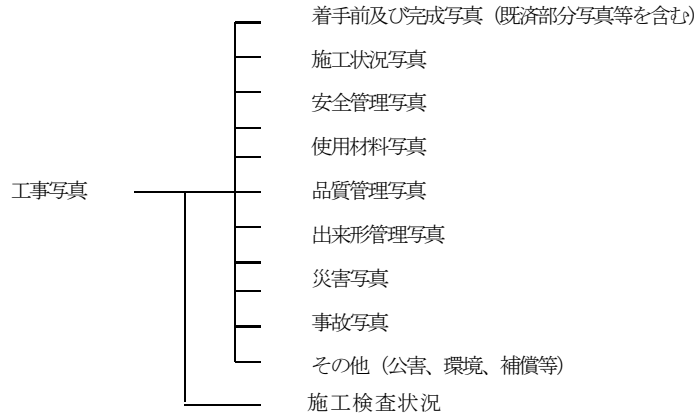 着手前及び完成写真（既済部分写真等を含む）
施工状況写真
安全管理写真
使用材料写真
工事写真
品質管理写真
出来形管理写真
災害写真
事故写真
その他（公害、環境、補償等）
施工検査状況